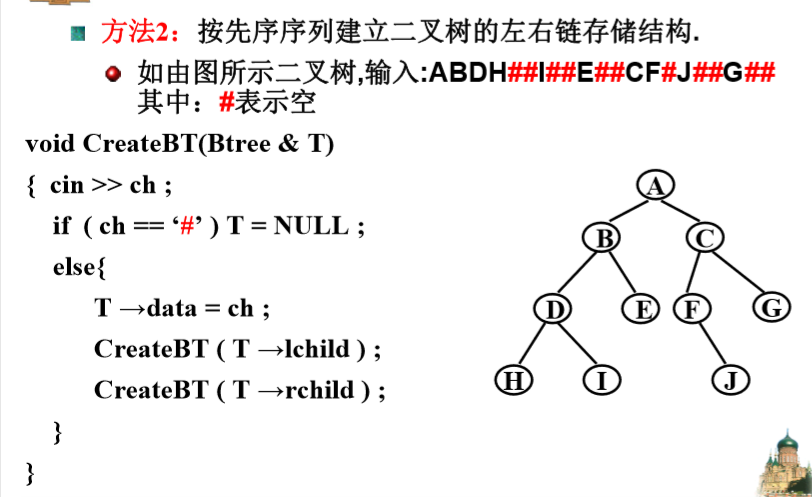 方法2：按先序序列建立二叉树的左右链存储结构.
如由图所示二叉树,输入:ABDH##I##E##CF#J##G##
其中：#表示空
void CreateBT(Btree & T)
{ cin >> ch ;
if ( ch == ‘#’ ) T = NULL ;
else{
T →data = ch ;
CreateBT ( T →lchild ) ;
CreateBT ( T →rchild ) ;
}
}
A
B C
D E F G
H I J